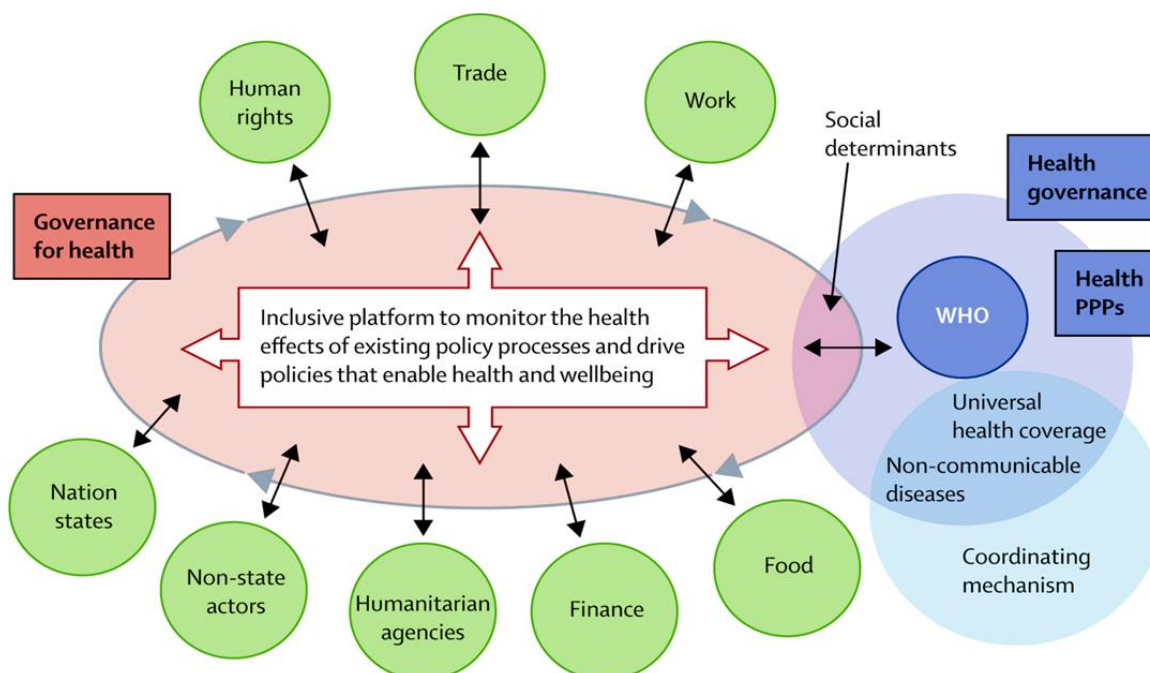 Human
rights
Trade
Work
Social
determinants
Health
governance
Governance
for health
Health
PPPs
WHO
Inclusive platform to monitor the health
effects of existing policy processes and drive
policies that enable health and wellbeing
Universal
health coverage
Non-communicable
diseases
Nation
states
Non-state
actors
Humanitarian
agencies
Finance
Food
Coordinating
mechanism